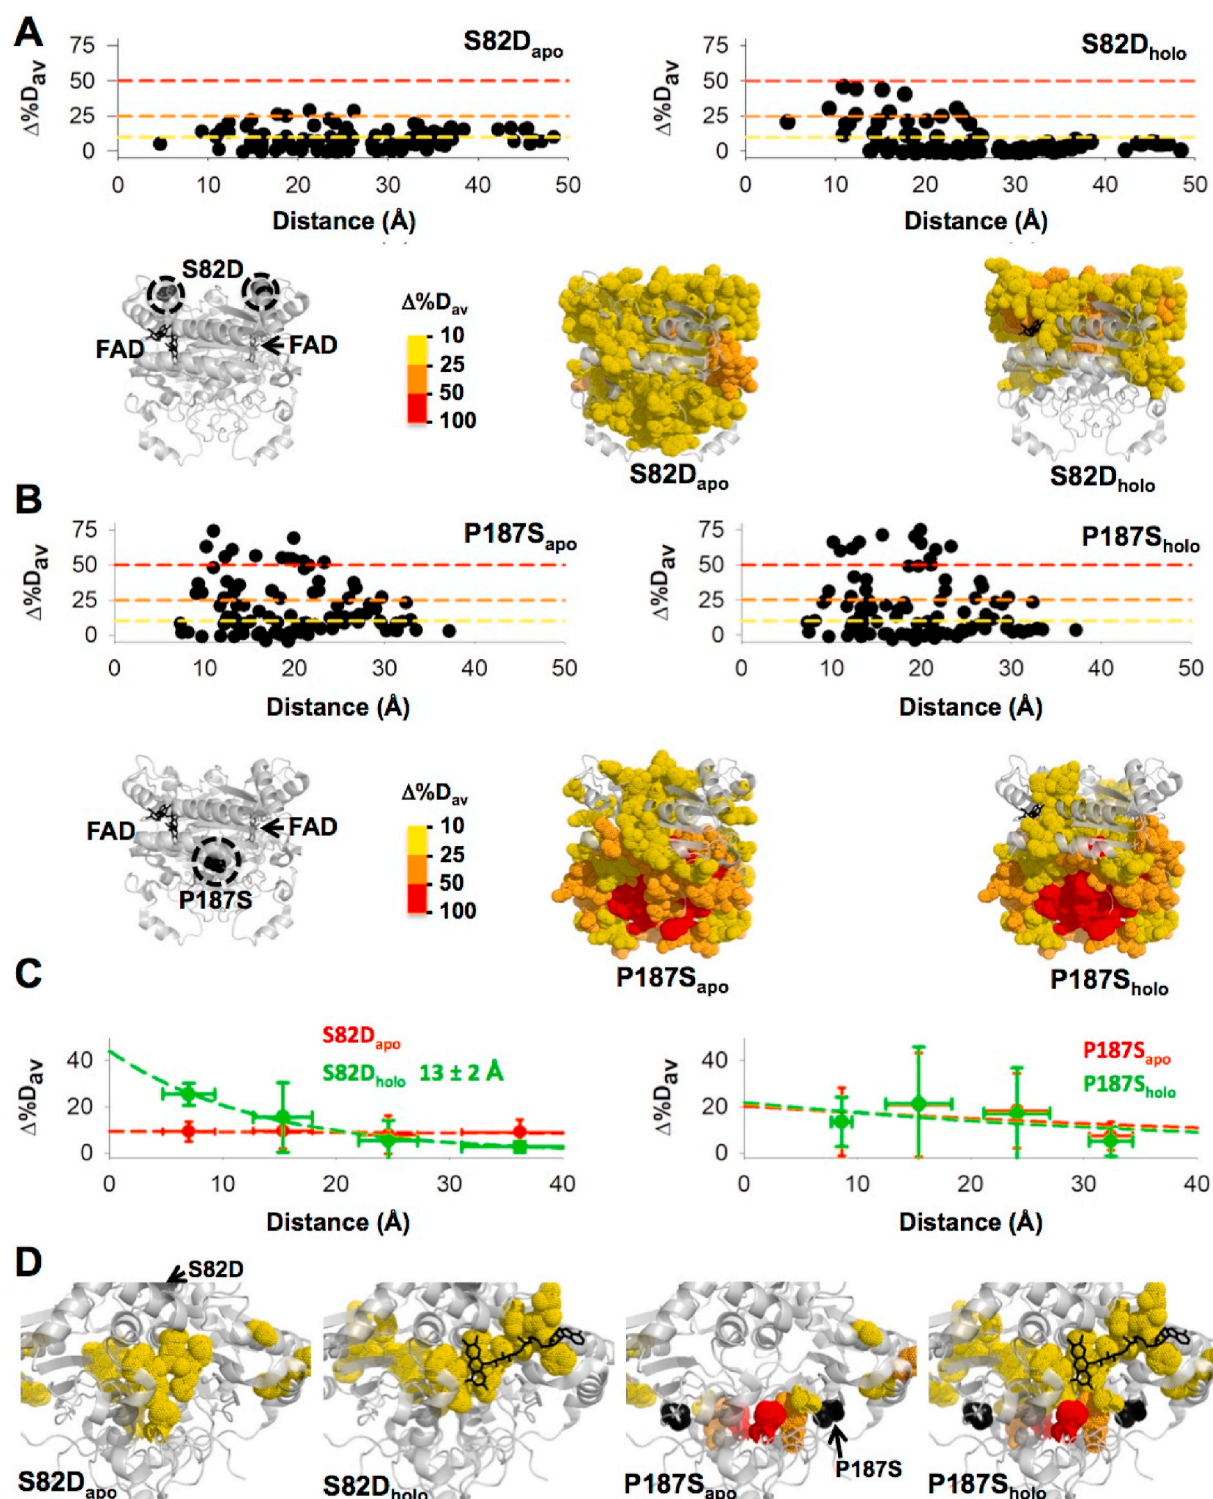 A
S82Dapo
S82Dholo
Δ%Dav
75
50
25
0
0 10 20 30 40 50
Distance (Å)
Δ%Dav
75
50
25
0
0 10 20 30 40 50
Distance (Å)
S82D
FAD
FAD
Δ%Dav
10
25
50
100
S82Dapo
S82Dholo
B
P187Sapo
P187Sholo
Δ%Dav
75
50
25
0
0 10 20 30 40 50
Distance (Å)
Δ%Dav
75
50
25
0
0 10 20 30 40 50
Distance (Å)
FAD
FAD
P187S
Δ%Dav
10
25
50
100
P187Sapo
P187Sholo
C
S82Dapo
S82Dholo 13 ± 2 Å
Δ%Dav
40
20
0
0 10 20 30 40
Distance (Å)
P187Sapo
P187Sholo
Δ%Dav
40
20
0
0 10 20 30 40
Distance (Å)
D
S82D
S82Dapo
S82Dholo
P187S
P187Sapo
P187Sholo